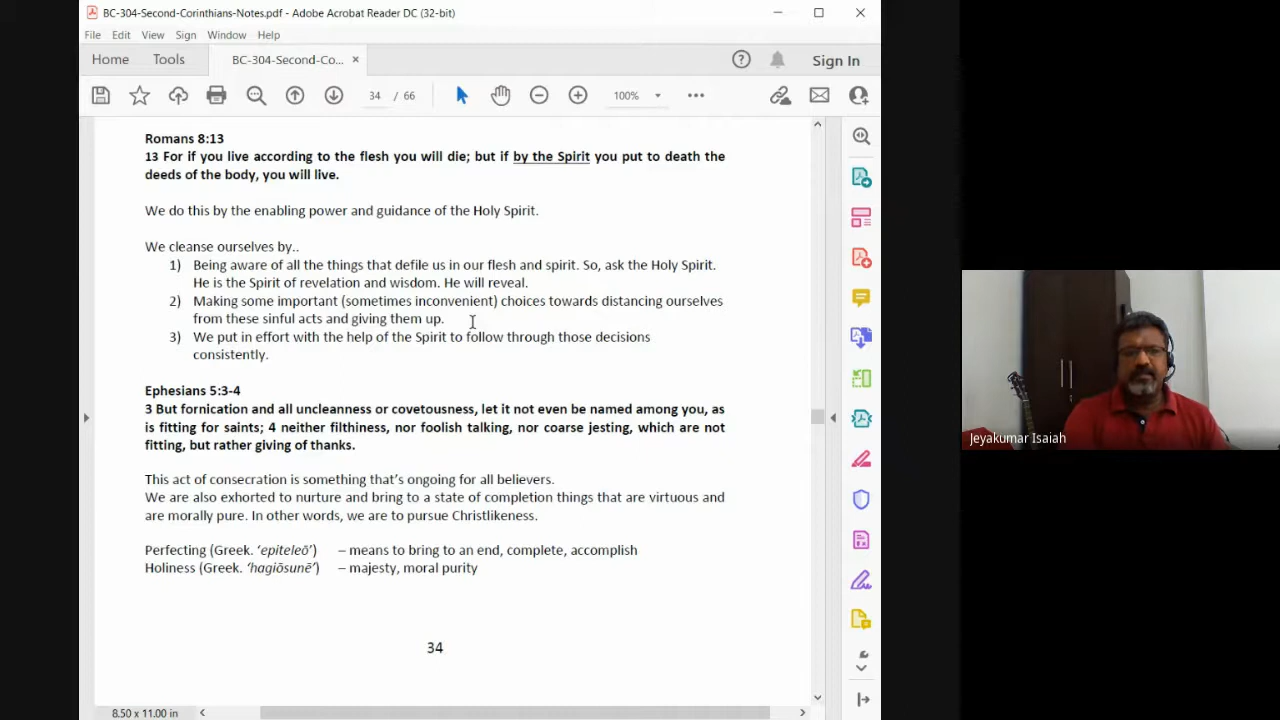 BC-304-Second-Corinthians-Notes.pdf - Adobe Acrobat Reader DC (32-bit)
File Edit View Sign Window Help
Home Tools BC-304-Second-Co... × Sign In
34 / 66 100%
Romans 8:13
13 For if you live according to the flesh you will die; but if by the Spirit you put to death the
deeds of the body, you will live.
We do this by the enabling power and guidance of the Holy Spirit.
We cleanse ourselves by..
1) Being aware of all the things that defile us in our flesh and spirit. So, ask the Holy Spirit.
He is the Spirit of revelation and wisdom. He will reveal.
2) Making some important (sometimes inconvenient) choices towards distancing ourselves
from these sinful acts and giving them up.
3) We put in effort with the help of the Spirit to follow through those decisions
consistently.
Ephesians 5:3-4
3 But fornication and all uncleanness or covetousness, let it not even be named among you, as
is fitting for saints; 4 neither filthiness, nor foolish talking, nor coarse jesting, which are not
fitting, but rather giving of thanks.
This act of consecration is something that's ongoing for all believers.
We are also exhorted to nurture and bring to a state of completion things that are virtuous and
are morally pure. In other words, we are to pursue Christlikeness.
Perfecting (Greek. ‘epiteleō’) – means to bring to an end, complete, accomplish
Holiness (Greek. ‘hagiōsunē’) – majesty, moral purity
34
8.50 x 11.00 in
Jeyakumar Isaiah